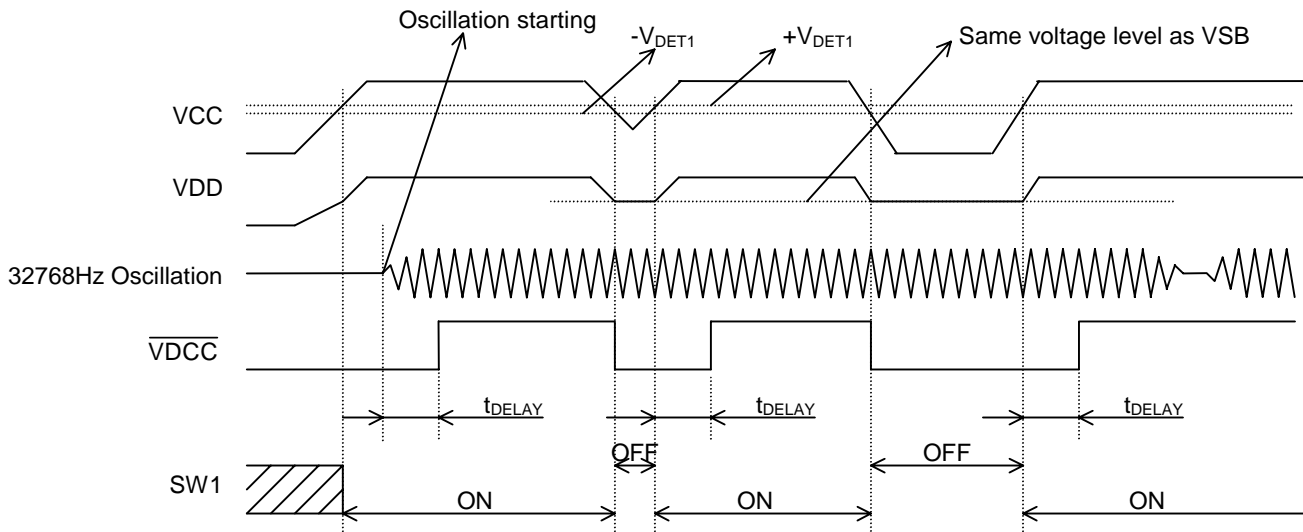 Oscillation starting
-VDET1
+VDET1
Same voltage level as VSB
VCC
VDD
32768Hz Oscillation
VDCC
tDELAY
tDELAY
tDELAY
OFF
OFF
SW1
ON
ON
ON